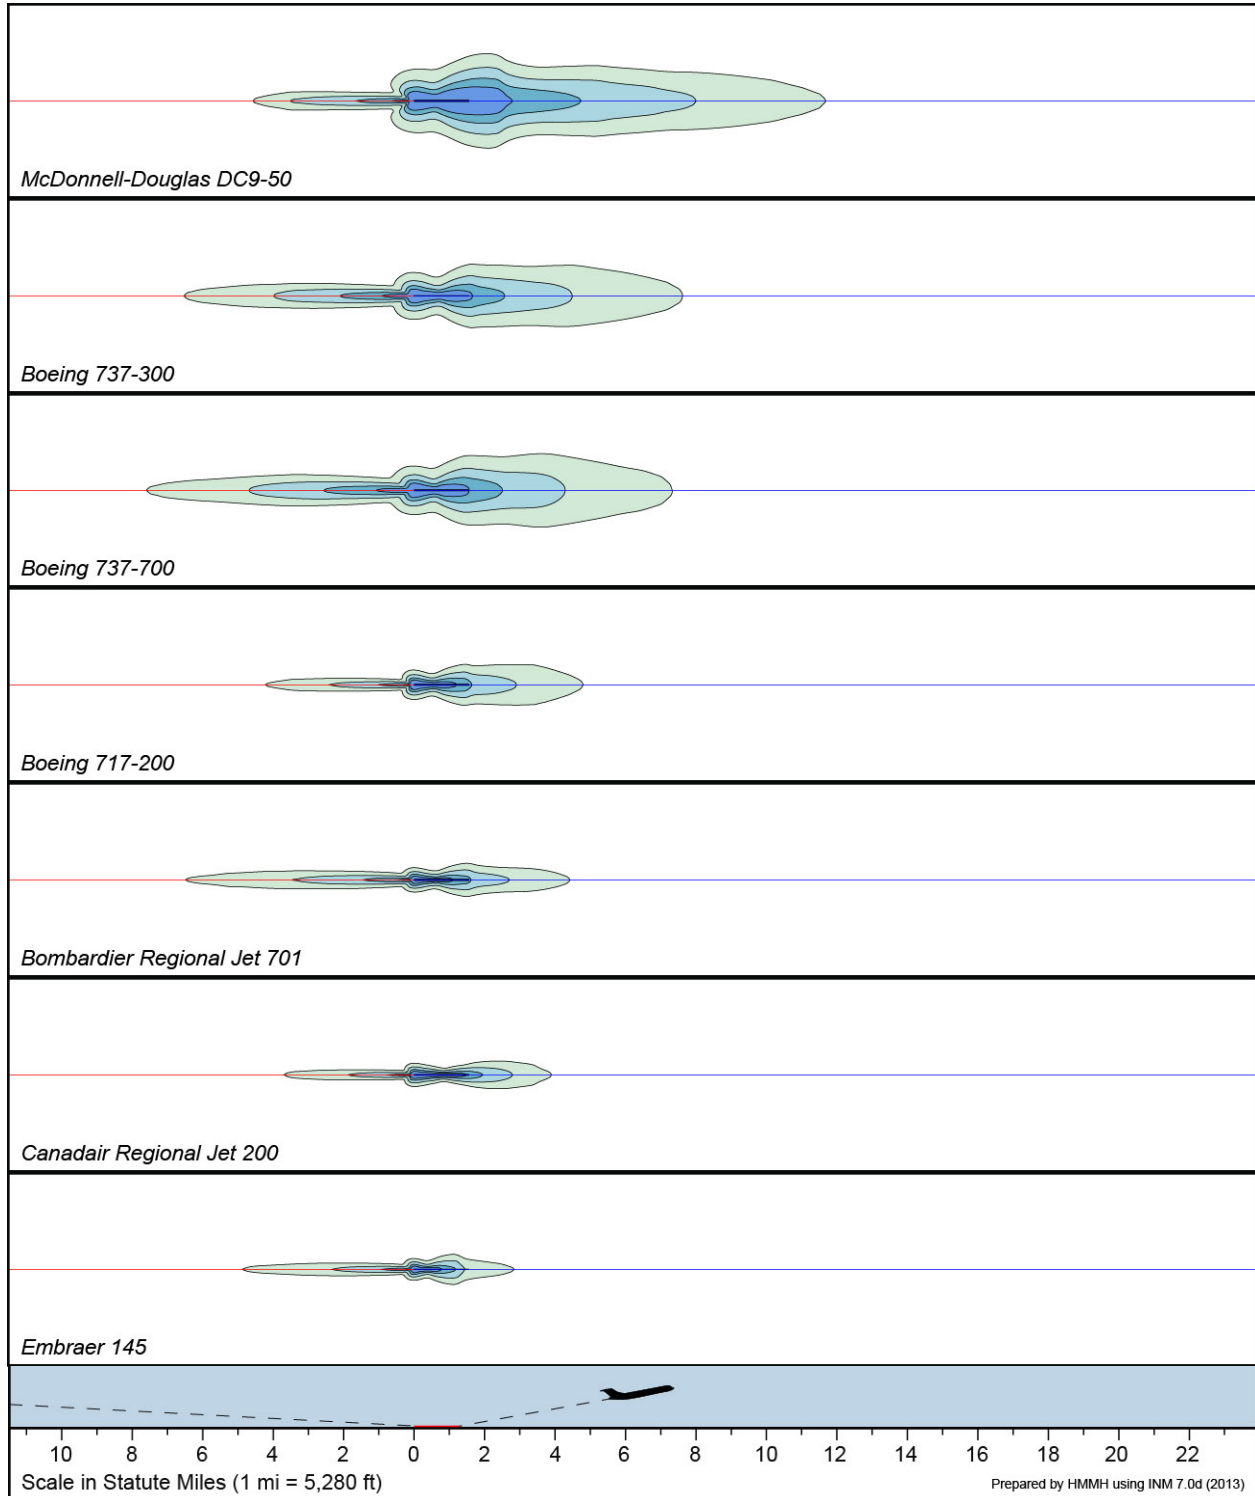 McDonnell-Douglas DC9-50
Boeing 737-300
Boeing 737-700
Boeing 717-200
Bombardier Regional Jet 701
Canadair Regional Jet 200
Embraer 145
10 8 6 4 2 0 2 4 6 8 10 12 14 16 18 20 22
Scale in Statute Miles (1 mi = 5,280 ft) Prepared by HMMH using INM 7.0d (2013)